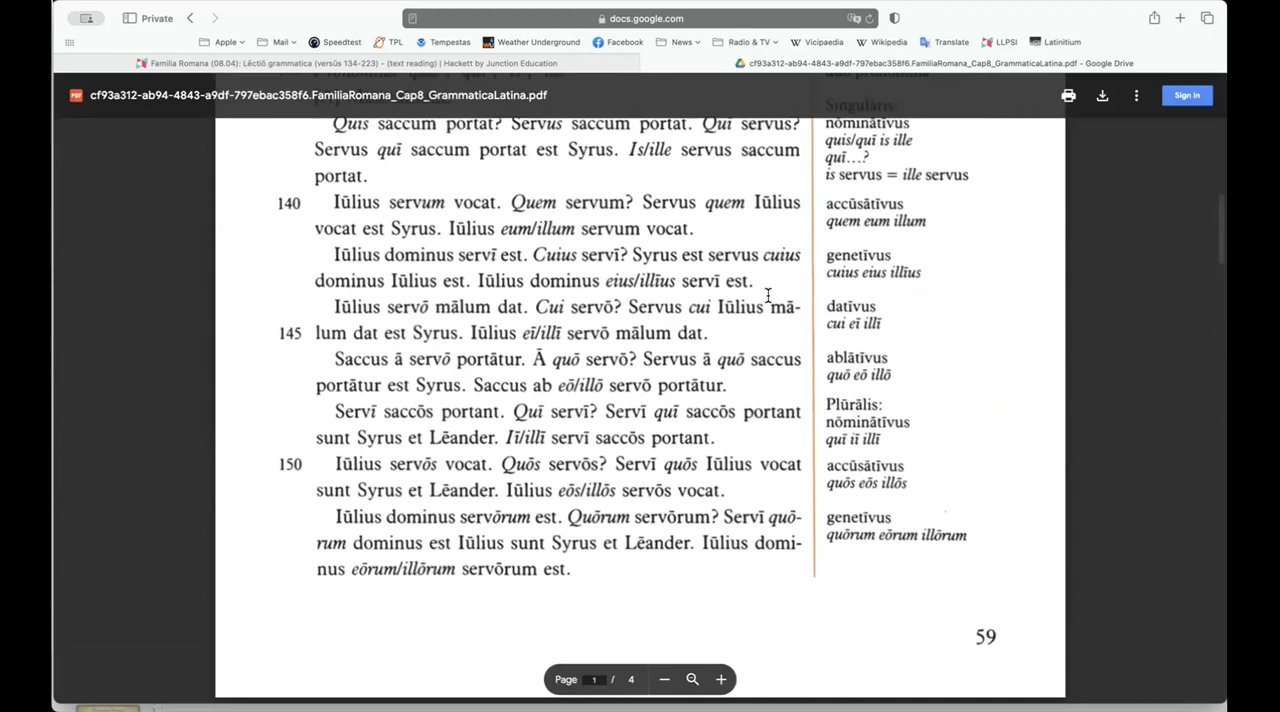 Private
docs.google.com
Apple
Mail
Speedtest
TPL
Tempestas
Weather Underground
Facebook
News
Radio & TV
Vicipaedia
Wikipedia
Translate
LLPSI
Latinitium
Familia Romana (08.04): Lēctiō grammatica (versūs 134-223) - (text reading) | Hackett by Junction Education
cf93a312-ab94-4843-a9df-797ebac358f6.FamiliaRomana_Cap8_GrammaticaLatina.pdf - Google Drive
PDF
cf93a312-ab94-4843-a9df-797ebac358f6.FamiliaRomana_Cap8_GrammaticaLatina.pdf
Sign in
Quis saccum portat? Servus saccum portat. Quī servus?
Servus quī saccum portat est Syrus. Is/ille servus saccum
portat.
140 Iūlius servum vocat. Quem servum? Servus quem Iūlius
vocat est Syrus. Iūlius eum/illum servum vocat.
Iūlius dominus servī est. Cuius servī? Syrus est servus cuius
dominus Iūlius est. Iūlius dominus eius/illīus servī est.
Iūlius servō mālum dat. Cui servō? Servus cui Iūlius mā-
145 lum dat est Syrus. Iūlius eī/illī servō mālum dat.
Saccus ā servō portātur. Ā quō servō? Servus ā quō saccus
portātur est Syrus. Saccus ab eō/illō servō portātur.
Servī saccōs portant. Quī servī? Servī quī saccōs portant
sunt Syrus et Lēander. Iī/illī servī saccōs portant.
150 Iūlius servōs vocat. Quōs servōs? Servī quōs Iūlius vocat
sunt Syrus et Lēander. Iūlius eōs/illōs servōs vocat.
Iūlius dominus servōrum est. Quōrum servōrum? Servī quō-
rum dominus est Iūlius sunt Syrus et Lēander. Iūlius domi-
nus eōrum/illōrum servōrum est.
Singulāris:
nōminātīvus
quis/quī is ille
quī...?
is servus = ille servus
accūsātīvus
quem eum illum
genetīvus
cuius eius illīus
datīvus
cui eī illī
ablātīvus
quō eō illō
Plūrālis:
nōminātīvus
quī iī illī
accūsātīvus
quōs eōs illōs
genetīvus
quōrum eōrum illōrum
59
Page 1 / 4